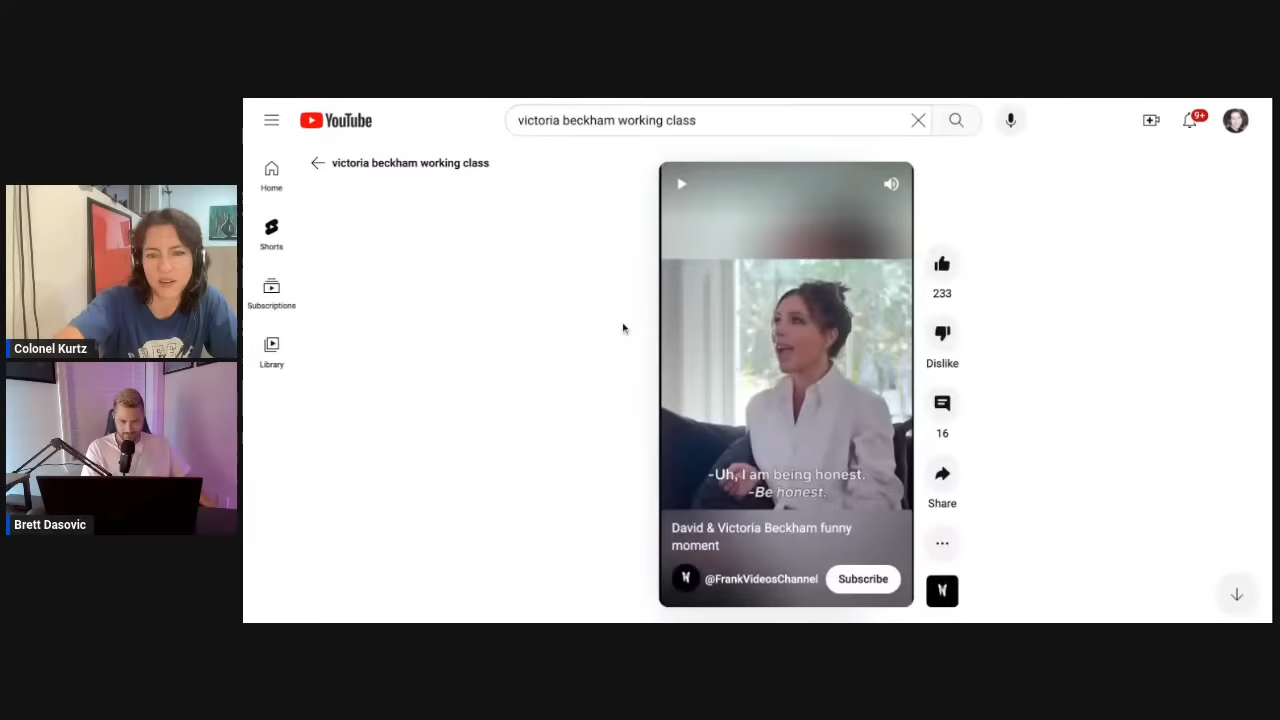 YouTube
victoria beckham working class
9+
victoria beckham working class
Home
Shorts
Subscriptions
Library
Colonel Kurtz
Brett Dasovic
-Uh, I am being honest.
-Be honest.
David & Victoria Beckham funny
moment
@FrankVideosChannel
Subscribe
233
Dislike
16
Share